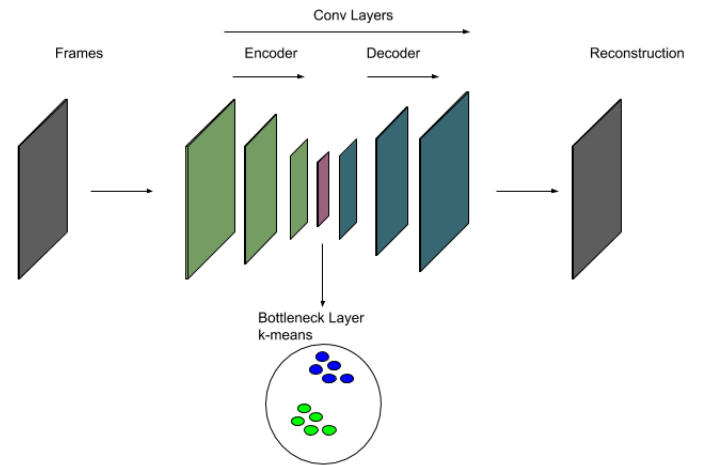 Conv Layers
Frames
Encoder
Decoder
Reconstruction
Bottleneck Layer
k-means